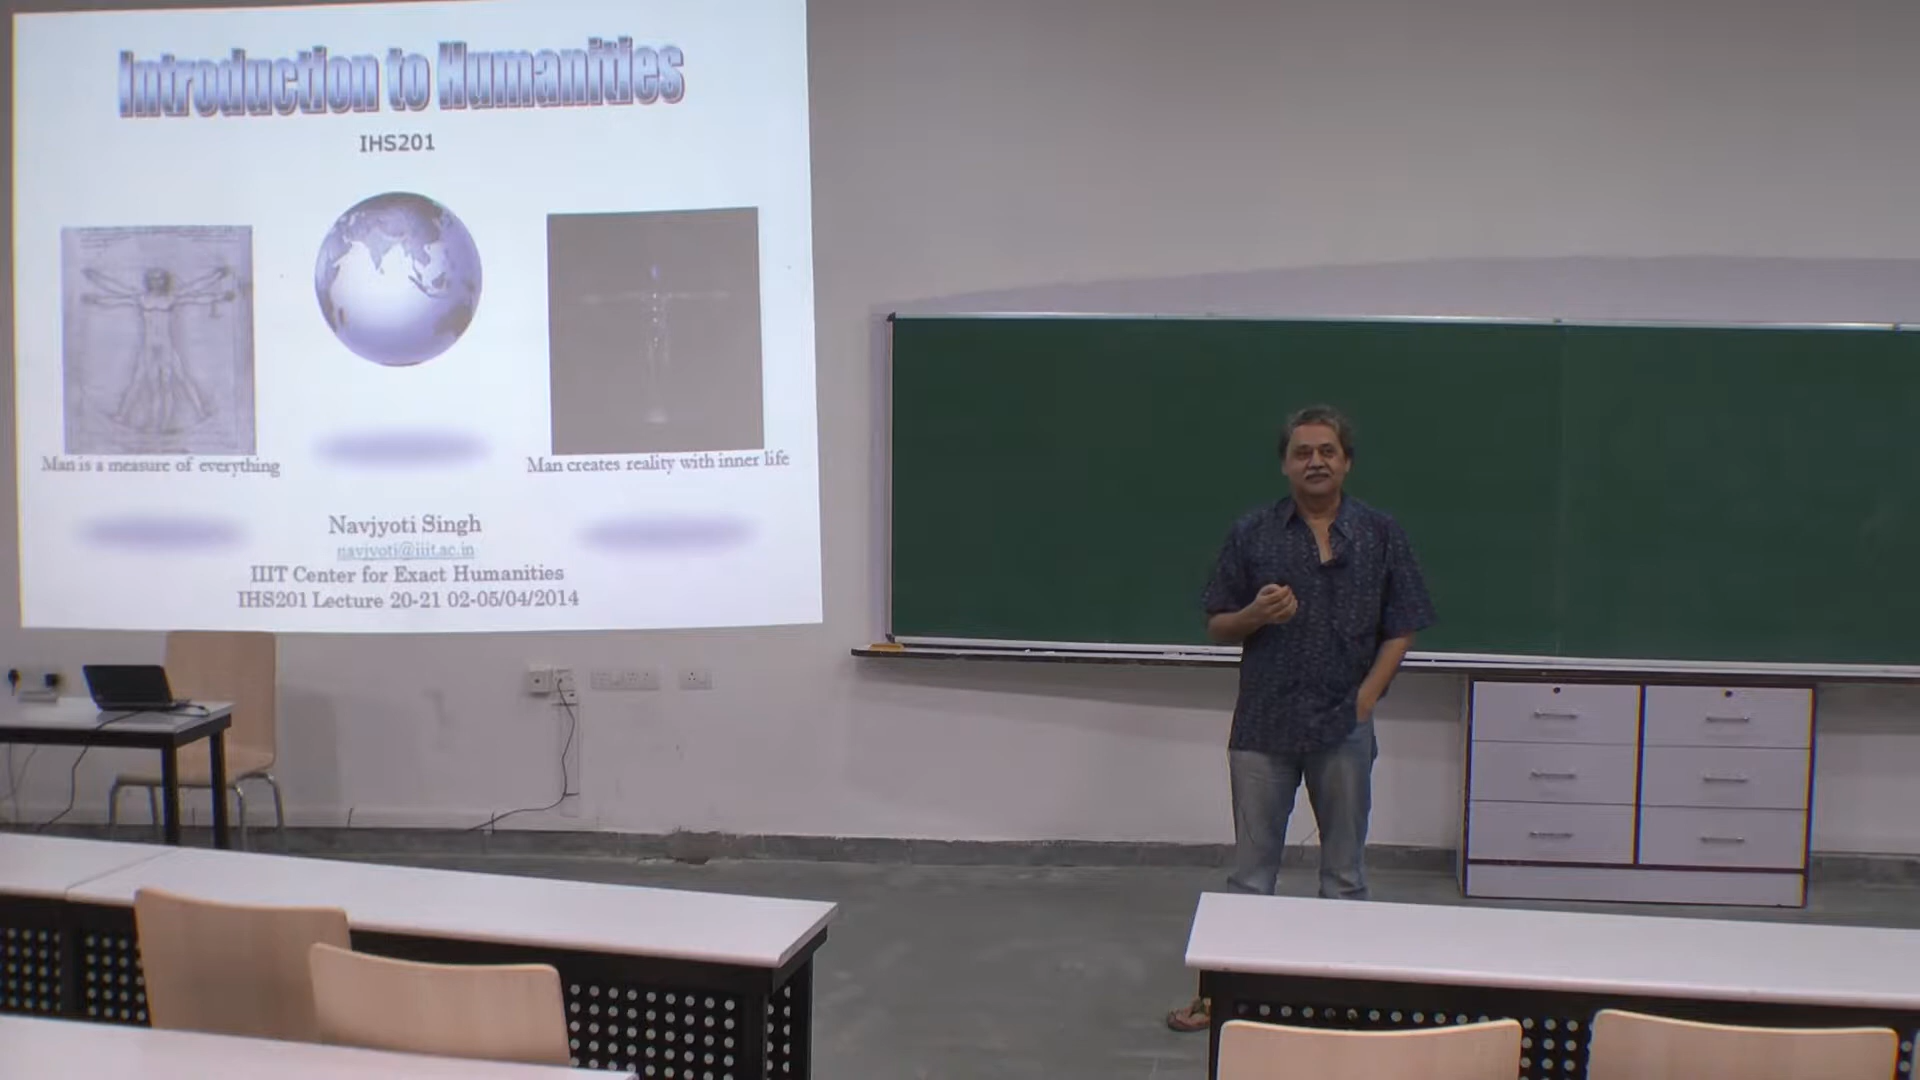 Introduction to Humanities
IHS201
Man is a measure of everything
Man creates reality with inner life
Navjyoti Singh
navjyoti@iiit.ac.in
IIIT Center for Exact Humanities
IHS201 Lecture 20-21 02-05/04/2014